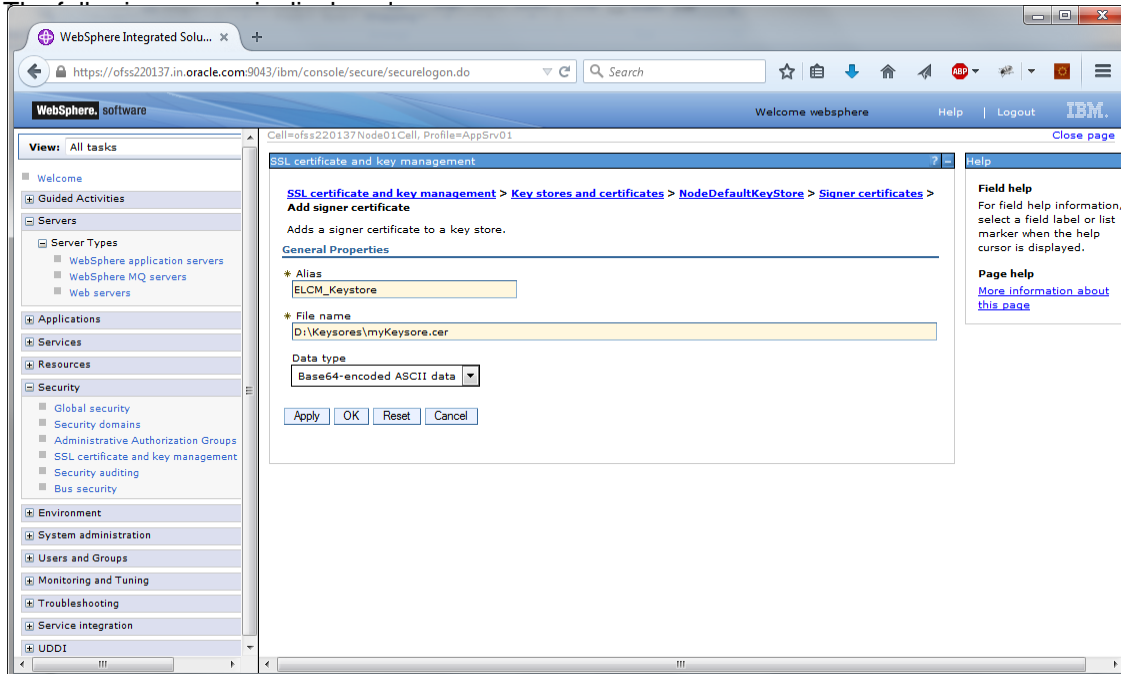 WebSphere Integrated Solu... × +
https://ofss220137.in.oracle.com:9043/ibm/console/secure/securelogon.do
Search
ABP
WebSphere. software
Welcome websphere
Help | Logout
IBM.
View: All tasks
Welcome
Guided Activities
Servers
Server Types
WebSphere application servers
WebSphere MQ servers
Web servers
Applications
Services
Resources
Security
Global security
Security domains
Administrative Authorization Groups
SSL certificate and key management
Security auditing
Bus security
Environment
System administration
Users and Groups
Monitoring and Tuning
Troubleshooting
Service integration
UDDI
Cell=ofss220137Node01Cell, Profile=AppSrv01
Close page
SSL certificate and key management ? –
SSL certificate and key management > Key stores and certificates > NodeDefaultKeyStore > Signer certificates >
Add signer certificate
Adds a signer certificate to a key store.
General Properties
* Alias
ELCM_Keystore
* File name
D:\Keysores\myKeysore.cer
Data type
Base64-encoded ASCII data
Apply OK Reset Cancel
Help
Field help
For field help information,
select a field label or list
marker when the help
cursor is displayed.
Page help
More information about
this page